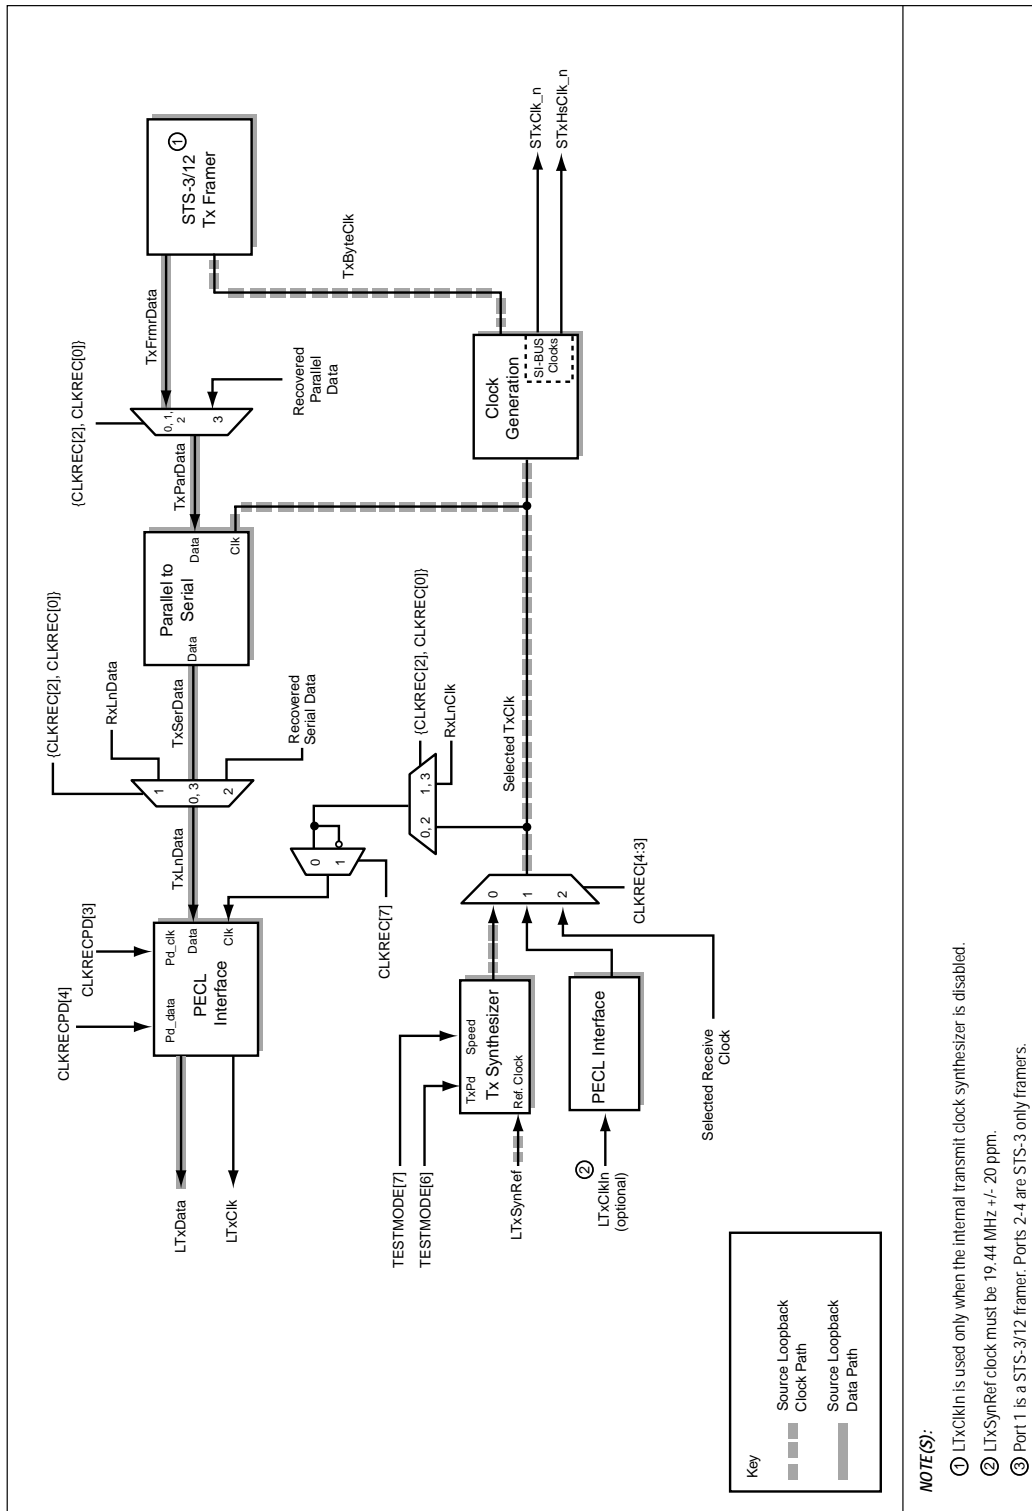 LTxData
LTxClk
CLKRECPD[4]
CLKRECPD[3]
Pd_data
Pd_clk
PECL
Interface
Data
Clk
TxLnData
{CLKREC[2], CLKREC[0]}
RxLnData
1
0, 3
2
Recovered
Serial Data
TxSerData
Parallel to
Serial
Data
Data
Clk
TxParData
{CLKREC[2], CLKREC[0]}
0, 1,
2
3
Recovered
Parallel
Data
TxFrmrData
STS-3/12
Tx Framer
1
TxByteClk
STxClk_n
STxHsClk_n
0
1
CLKREC[7]
0, 2
1, 3
{CLKREC[2], CLKREC[0]}
RxLnClk
Selected TxClk
Clock
Generation
SI-BUS
Clocks
TESTMODE[7]
TESTMODE[6]
TxPd
Speed
Tx Synthesizer
Ref. Clock
LTxSynRef
2
LTxClkIn
(optional)
PECL Interface
0
1
2
CLKREC[4:3]
Selected Receive
Clock
Key
Source Loopback
Clock Path
Source Loopback
Data Path
NOTE(S):
1 LTxClkIn is used only when the internal transmit clock synthesizer is disabled.
2 LTxSynRef clock must be 19.44 MHz +/- 20 ppm.
3 Port 1 is a STS-3/12 framer. Ports 2-4 are STS-3 only framers.